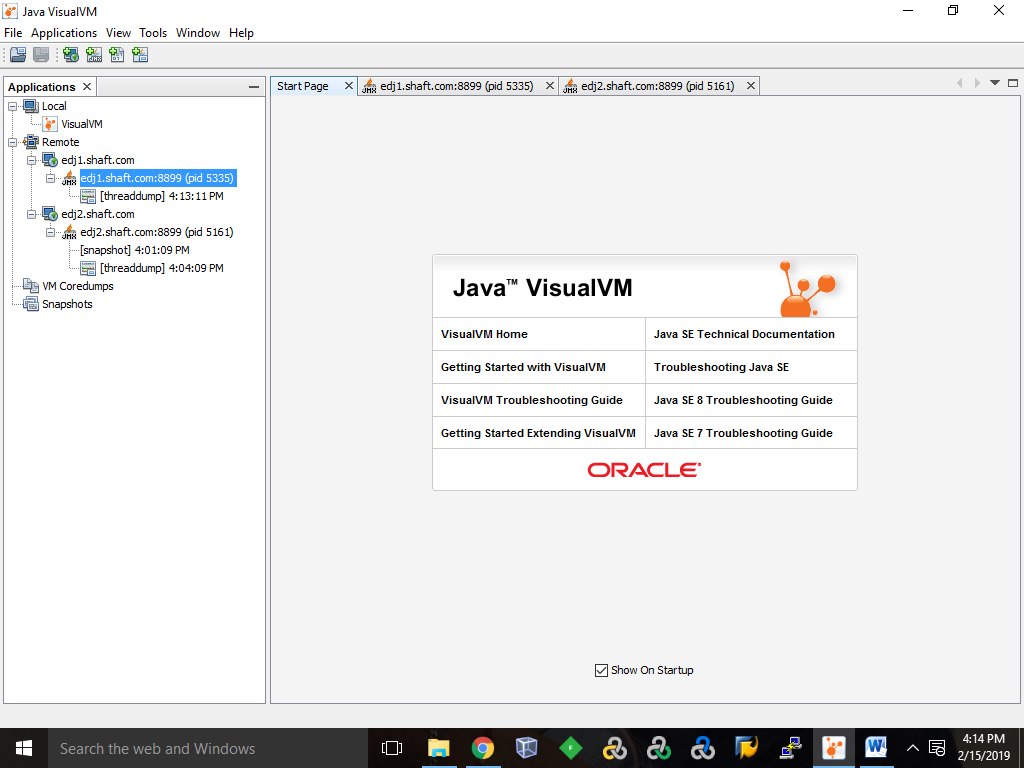 Java VisualVM
File Applications View Tools Window Help
Applications
Local
VisualVM
Remote
edj1.shaft.com
JMX edj1.shaft.com:8899 (pid 5335)
[threaddump] 4:13:11 PM
edj2.shaft.com
JMX edj2.shaft.com:8899 (pid 5161)
[snapshot] 4:01:09 PM
[threaddump] 4:04:09 PM
VM Coredumps
Snapshots
Start Page JMX edj1.shaft.com:8899 (pid 5335) JMX edj2.shaft.com:8899 (pid 5161)
Java™ VisualVM
VisualVM Home Java SE Technical Documentation
Getting Started with VisualVM Troubleshooting Java SE
VisualVM Troubleshooting Guide Java SE 8 Troubleshooting Guide
Getting Started Extending VisualVM Java SE 7 Troubleshooting Guide
ORACLE
Show On Startup
Search the web and Windows
4:14 PM
2/15/2019